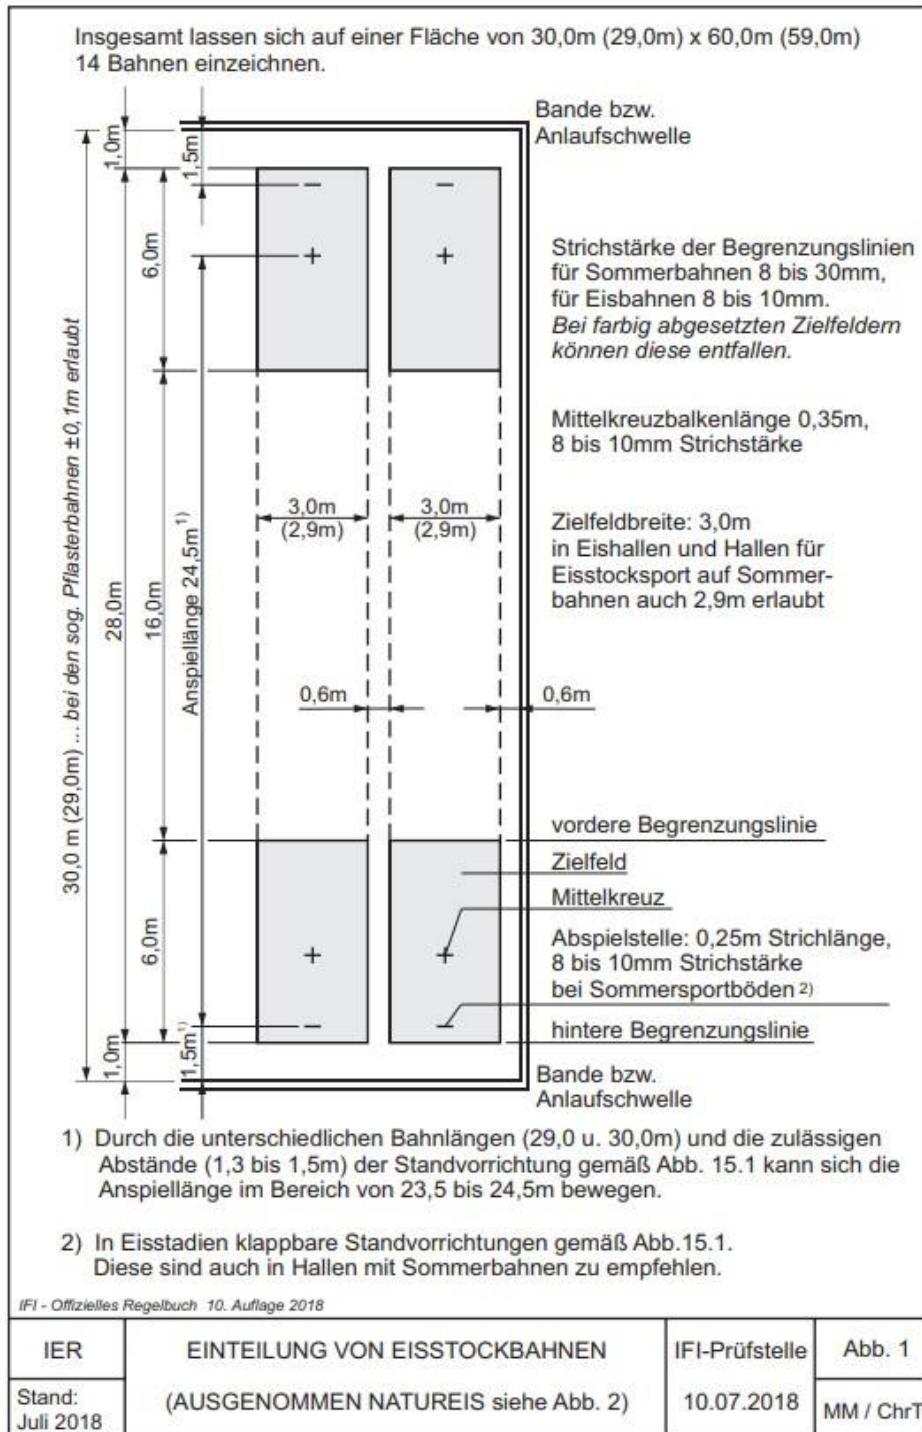 Insgesamt lassen sich auf einer Fläche von 30,0m (29,0m) x 60,0m (59,0m)
14 Bahnen einzeichnen.
Bande bzw.
Anlaufschwelle
1,0m
1,5m
6,0m
Strichstärke der Begrenzungslinien
für Sommerbahnen 8 bis 30mm,
für Eisbahnen 8 bis 10mm.
Bei farbig abgesetzten Zielfeldern
können diese entfallen.
Mittelkreuzbalkenlänge 0,35m,
8 bis 10mm Strichstärke
30,0 m (29,0m) ... bei den sog. Pflasterbahnen ±0,1m erlaubt
28,0m
16,0m
Anspiellänge 24,5m 1)
3,0m
(2,9m)
3,0m
(2,9m)
Zielfeldbreite: 3,0m
in Eishallen und Hallen für
Eisstocksport auf Sommer-
bahnen auch 2,9m erlaubt
0,6m
0,6m
vordere Begrenzungslinie
Zielfeld
Mittelkreuz
6,0m
Abspielstelle: 0,25m Strichlänge,
8 bis 10mm Strichstärke
bei Sommersportböden 2)
hintere Begrenzungslinie
1,0m
1,5m 1)
Bande bzw.
Anlaufschwelle
1) Durch die unterschiedlichen Bahnlängen (29,0 u. 30,0m) und die zulässigen
Abstände (1,3 bis 1,5m) der Standvorrichtung gemäß Abb. 15.1 kann sich die
Anspiellänge im Bereich von 23,5 bis 24,5m bewegen.
2) In Eisstadien klappbare Standvorrichtungen gemäß Abb.15.1.
Diese sind auch in Hallen mit Sommerbahnen zu empfehlen.
IFI - Offizielles Regelbuch 10. Auflage 2018
IER
EINTEILUNG VON EISSTOCKBAHNEN
IFI-Prüfstelle
Abb. 1
Stand:
Juli 2018
(AUSGENOMMEN NATUREIS siehe Abb. 2)
10.07.2018
MM / ChrT